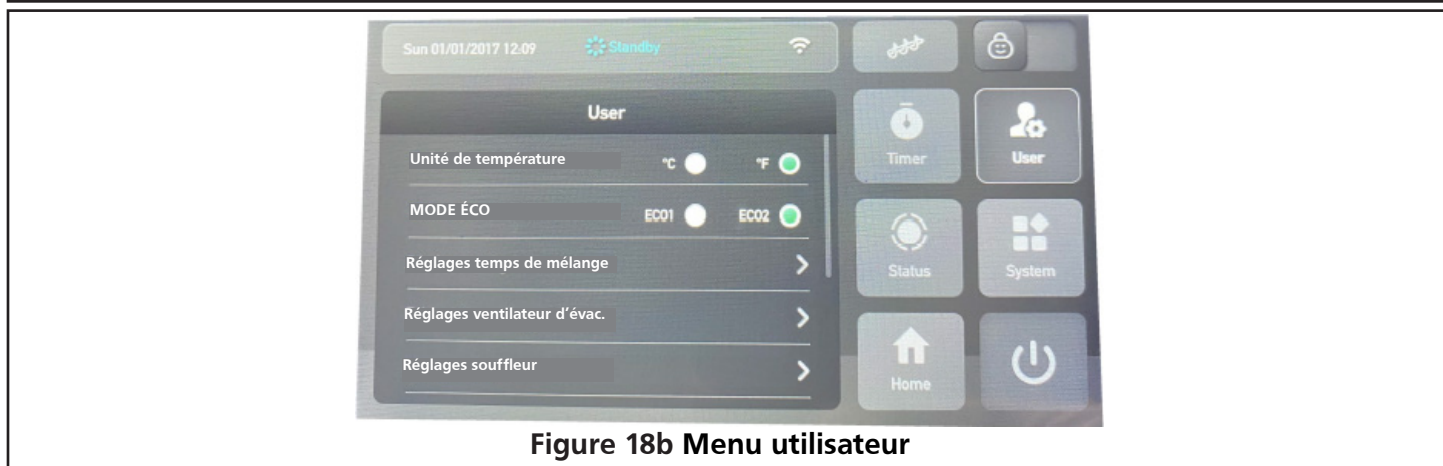 Sun 01/01/2017 12:09 Standby
User
Unité de température °C °F
MODE ÉCO ECO1 ECO2
Réglages temps de mélange
Réglages ventilateur d'évac.
Réglages souffleur
Timer User
Status System
Home
Figure 18b Menu utilisateur